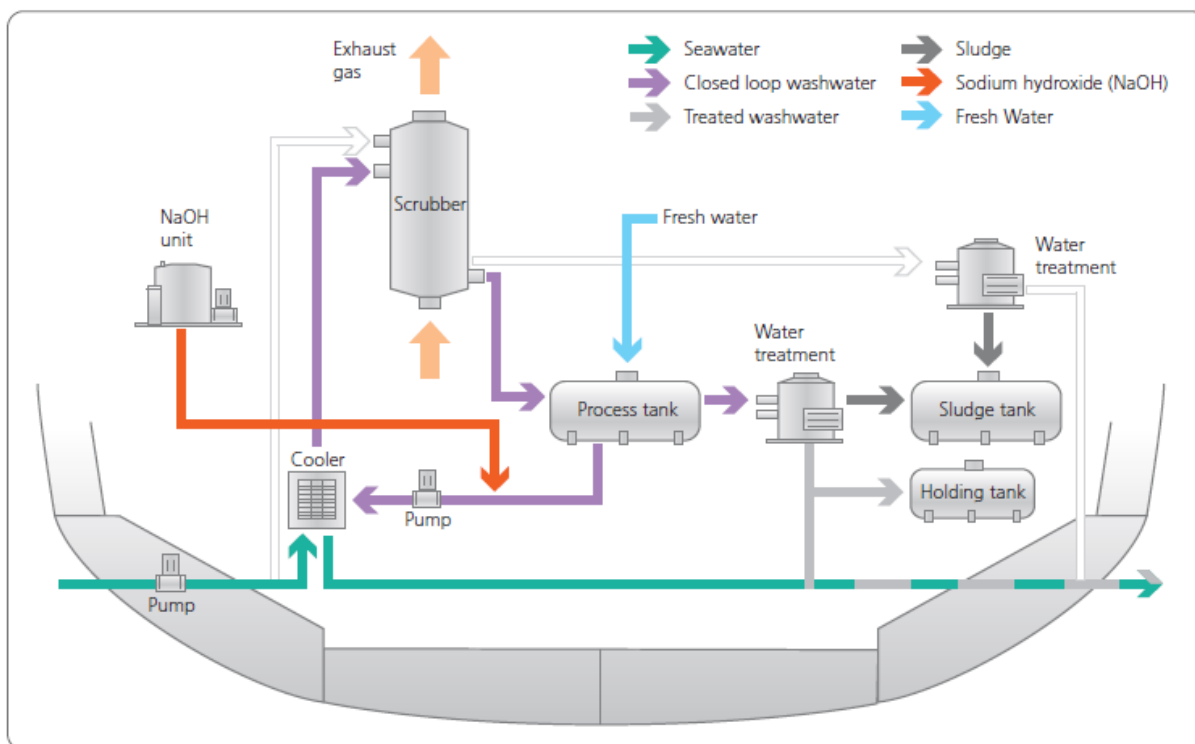 Exhaust
gas
Seawater
Closed loop washwater
Treated washwater
Sludge
Sodium hydroxide (NaOH)
Fresh Water
Scrubber
NaOH
unit
Fresh water
Water
treatment
Water
treatment
Process tank
Sludge tank
Cooler
Holding tank
Pump
Pump